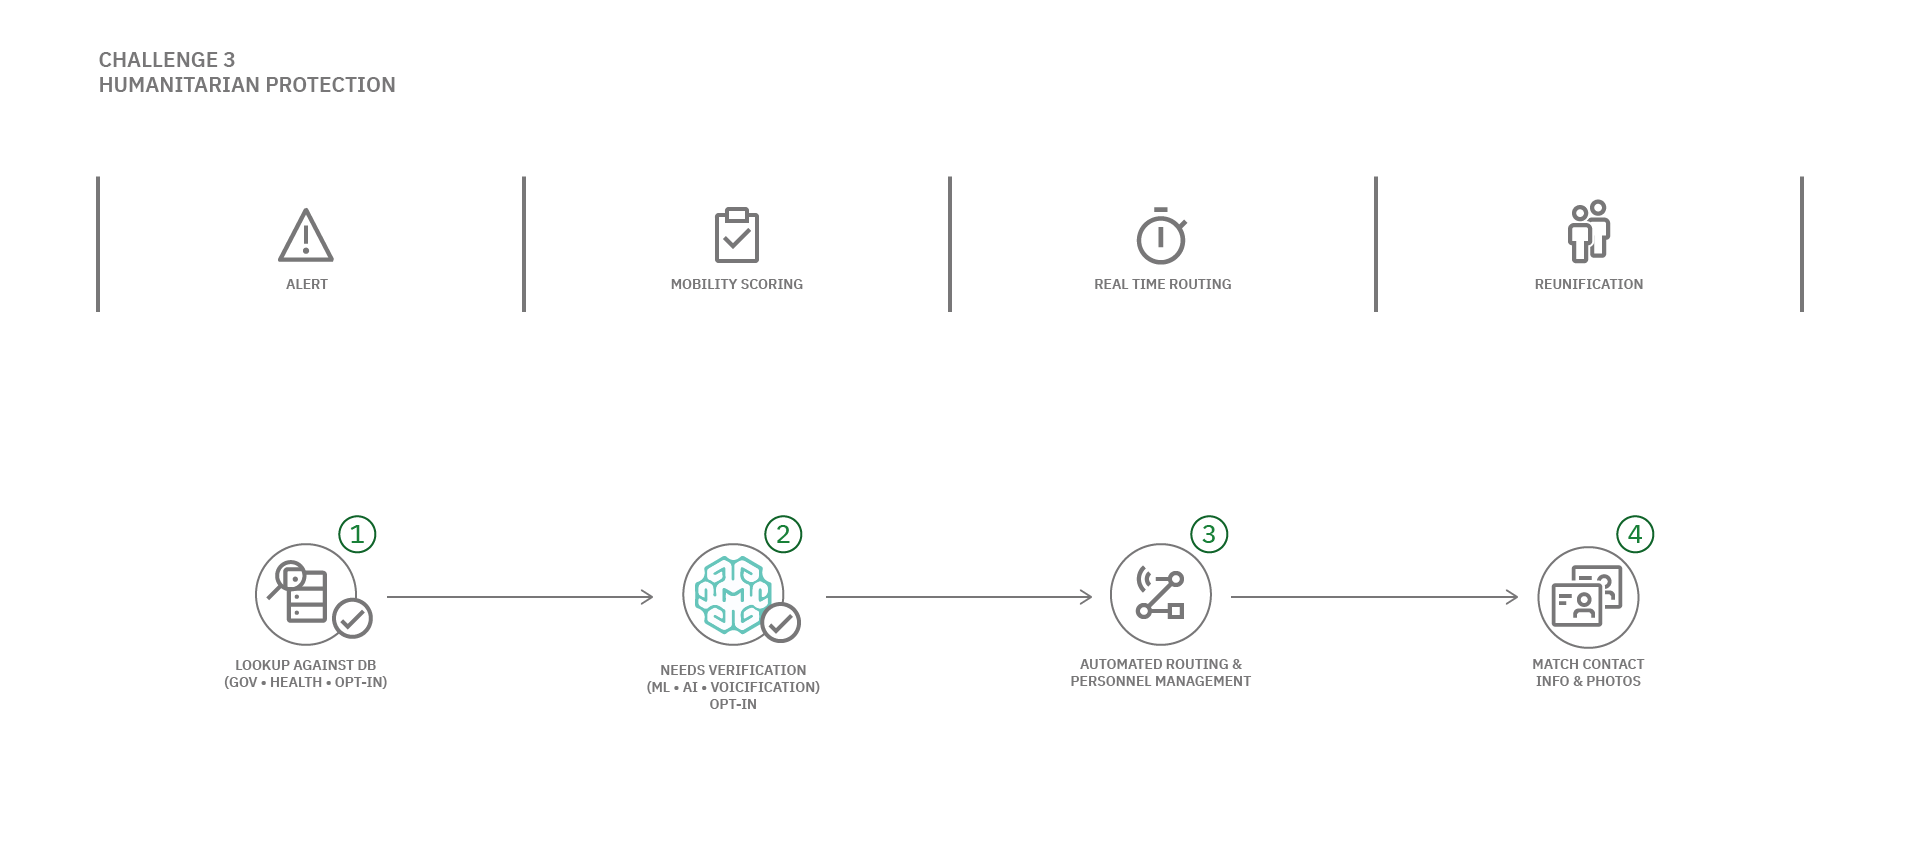 CHALLENGE 3
HUMANITARIAN PROTECTION
ALERT
MOBILITY SCORING
REAL TIME ROUTING
REUNIFICATION
1
2
3
4
LOOKUP AGAINST DB
(GOV • HEALTH • OPT-IN)
NEEDS VERIFICATION
(ML • AI • VOICIFICATION)
OPT-IN
AUTOMATED ROUTING &
PERSONNEL MANAGEMENT
MATCH CONTACT
INFO & PHOTOS